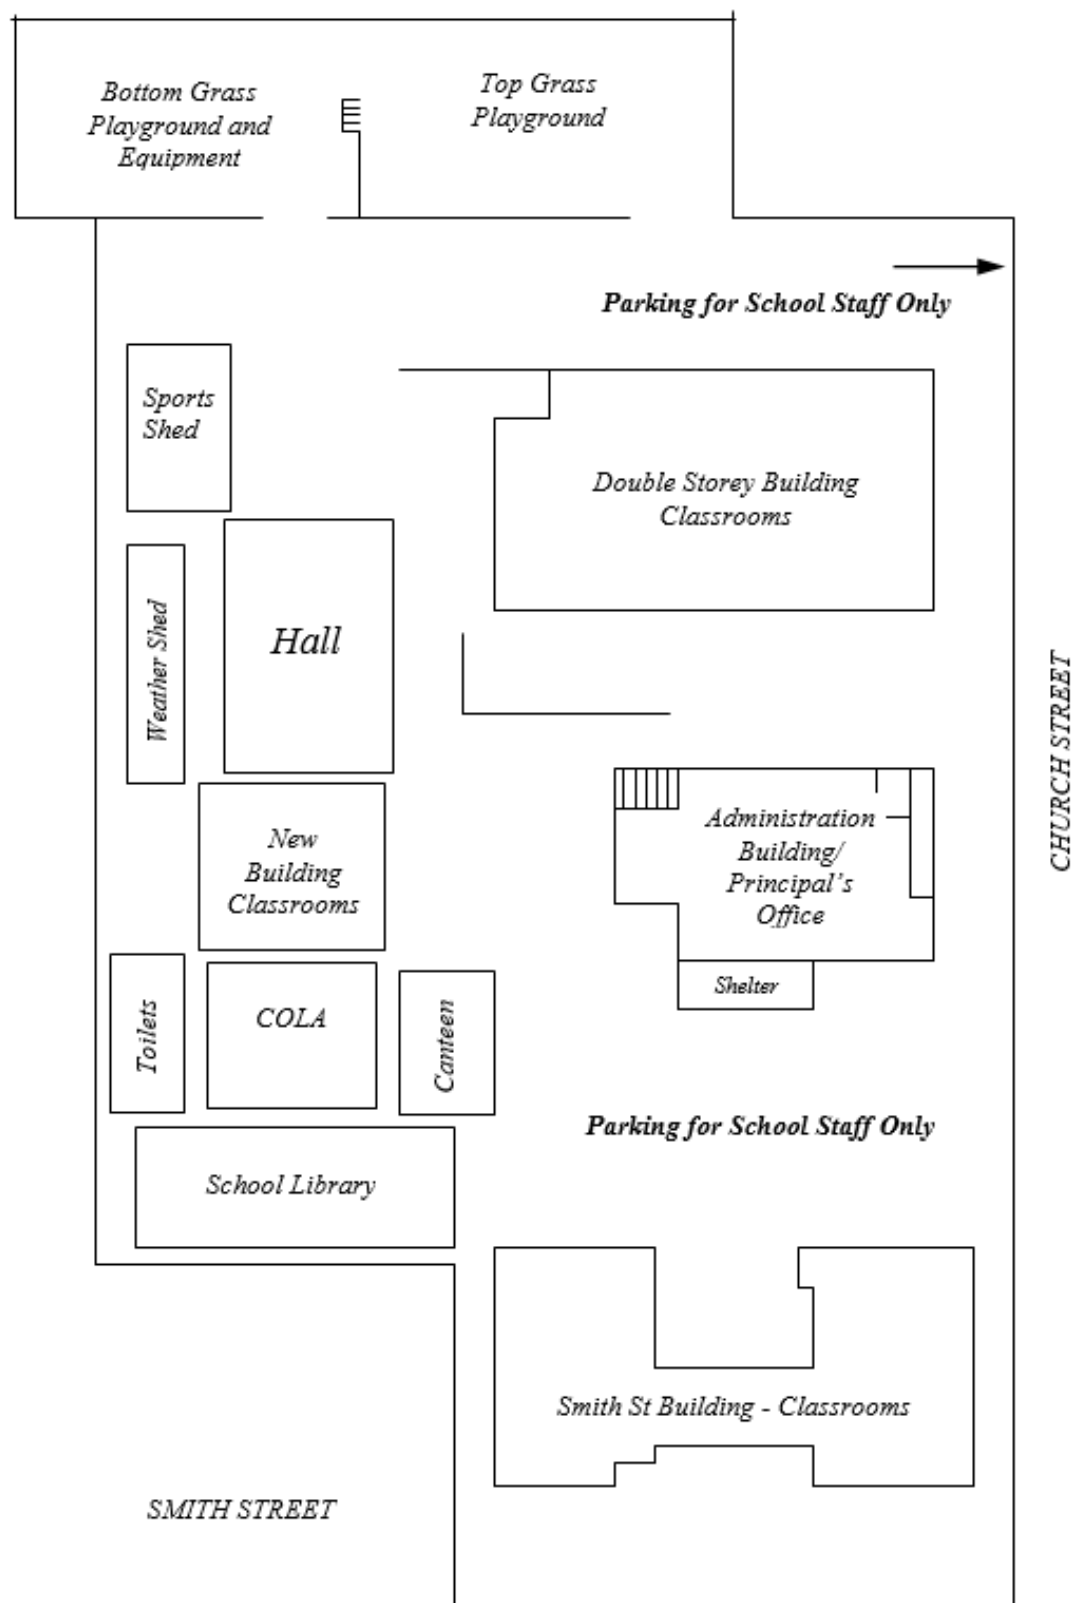 Bottom Grass
Playground and
Equipment
Top Grass
Playground
Parking for School Staff Only
Sports
Shed
Double Storey Building
Classrooms
Weather Shed
Hall
CHURCH STREET
New
Building
Classrooms
Administration
Building/
Principal's
Office
Shelter
Toilets
COLA
Canteen
Parking for School Staff Only
School Library
Smith St Building - Classrooms
SMITH STREET